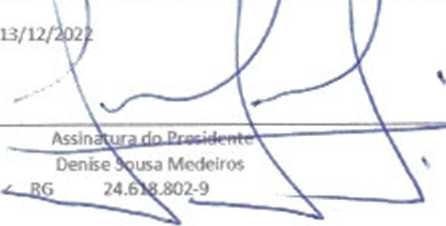 13/12/2022
Assinatura do Presidente
Denise Sousa Medeiros
RG 24.618.802-9